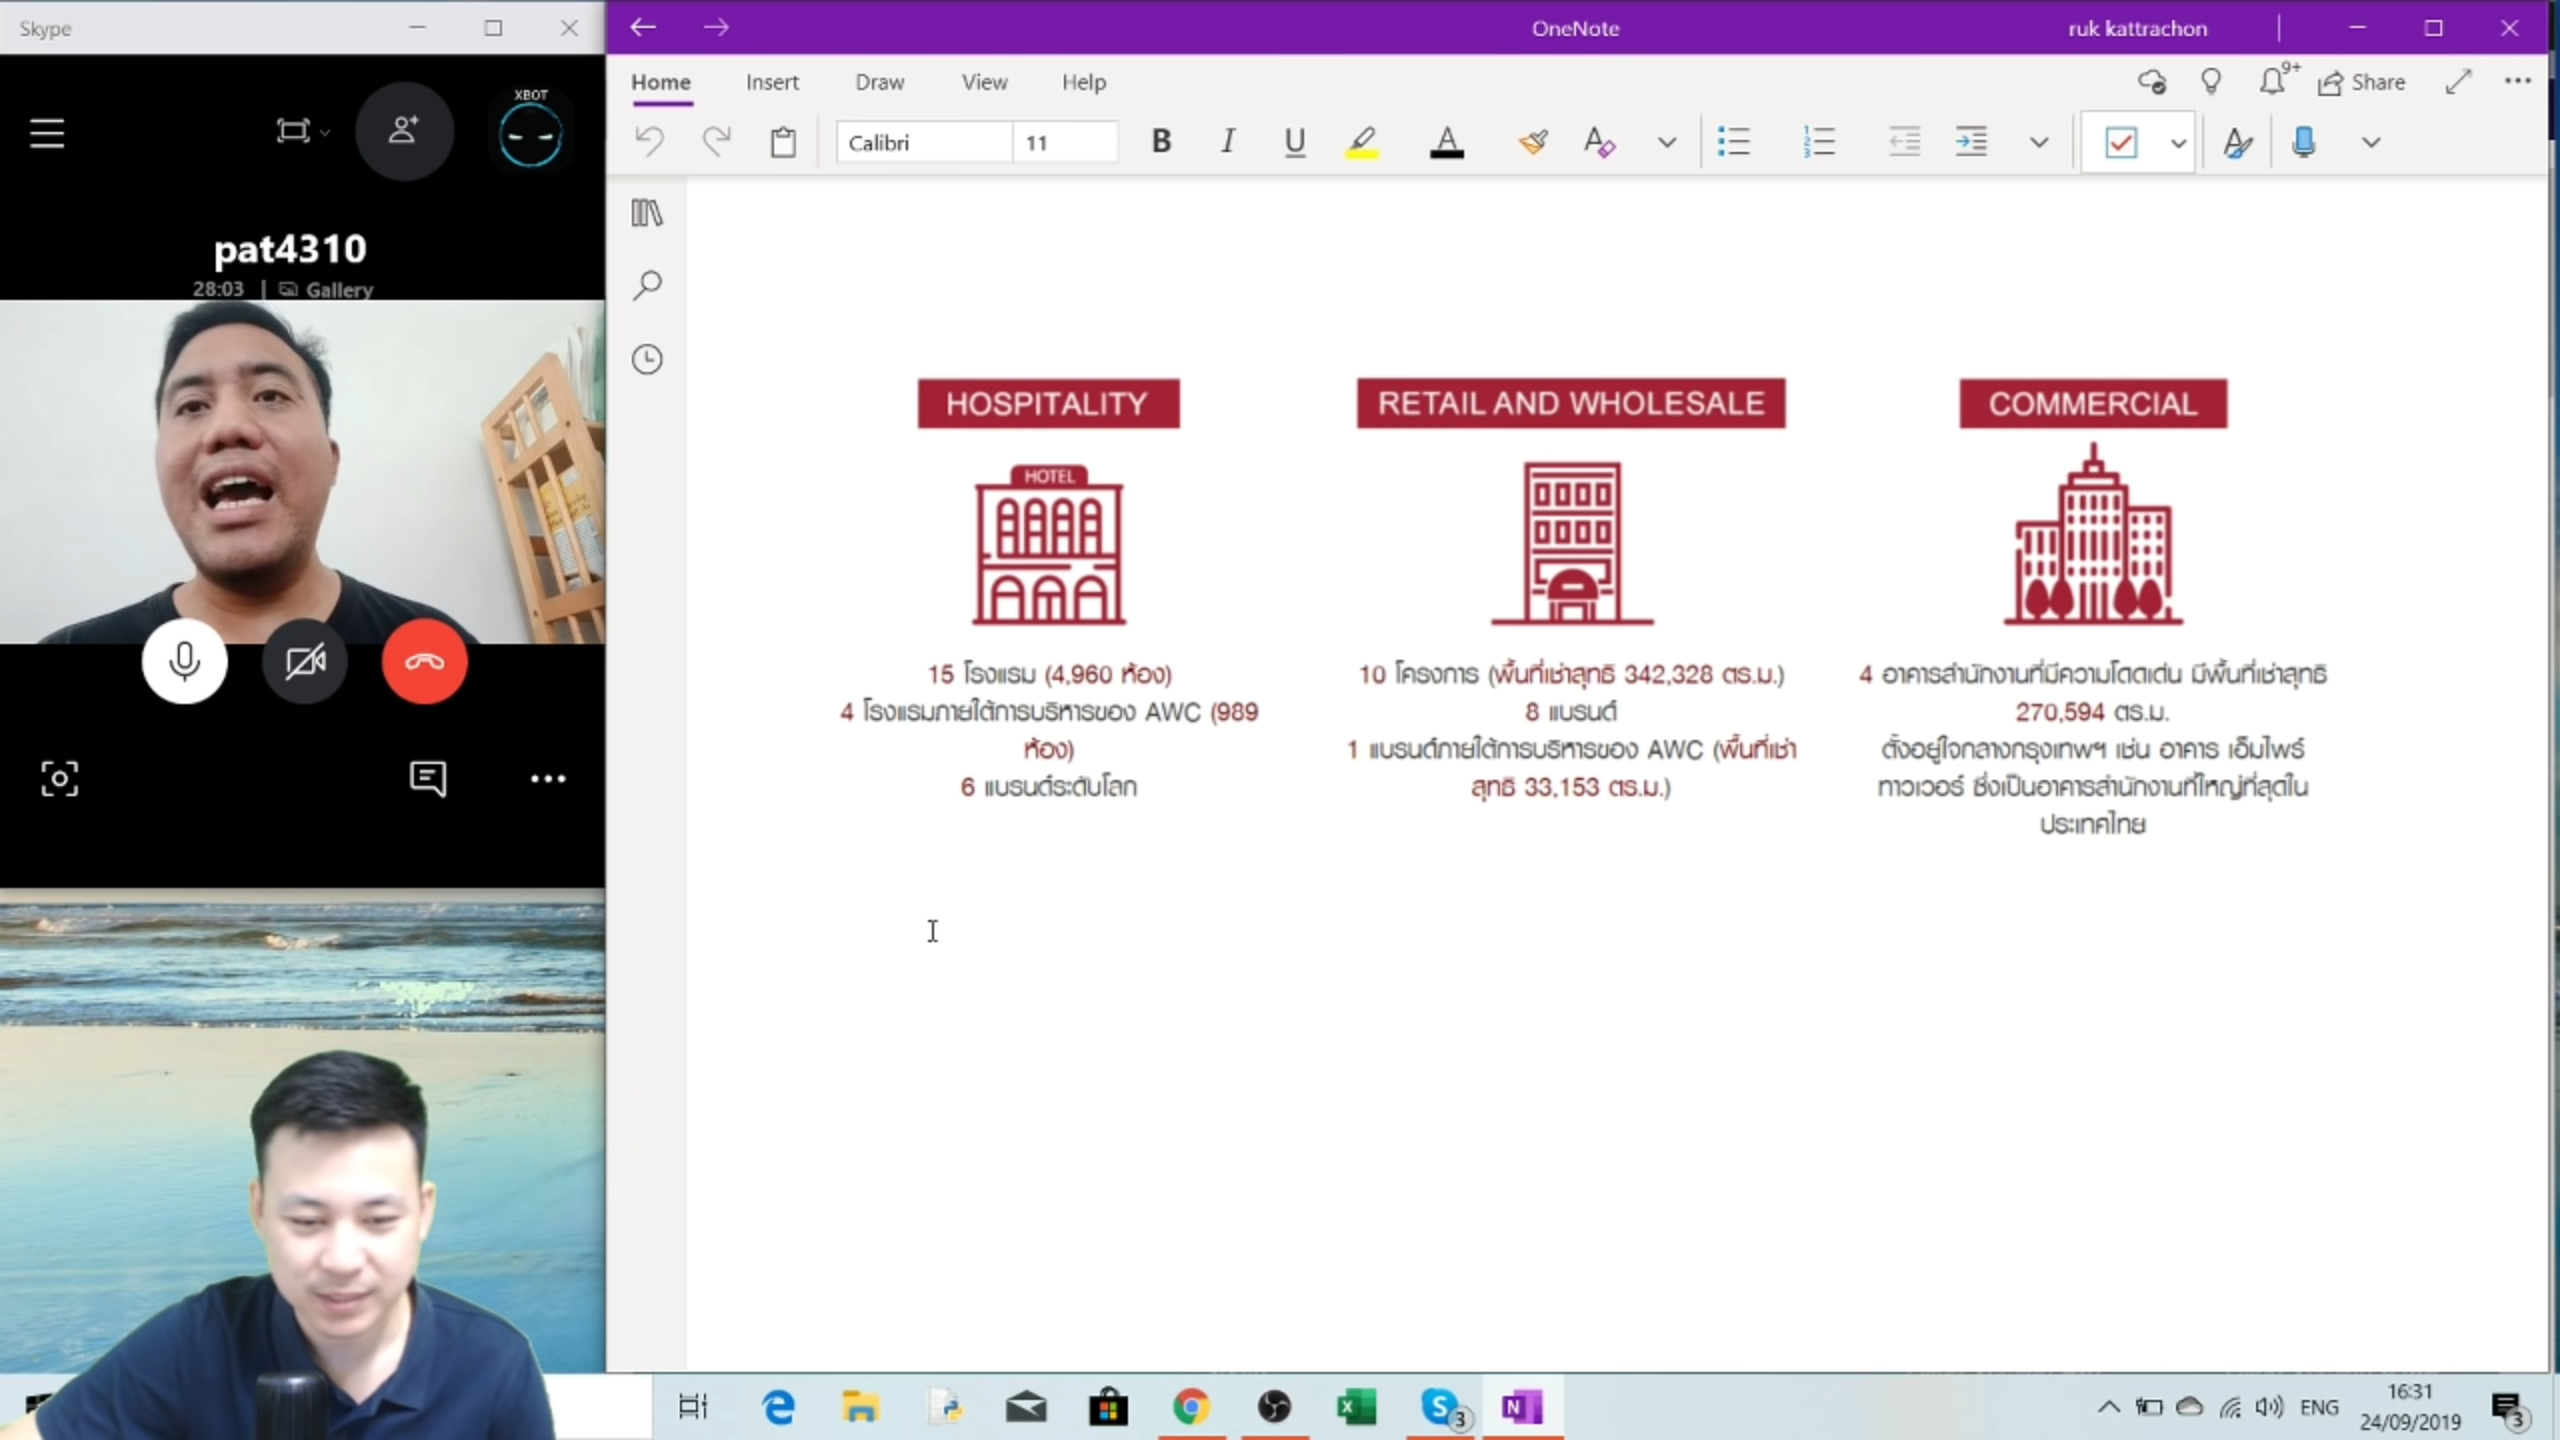 Skype
OneNote
ruk kattrachon
Home
Insert
Draw
View
Help
9+
Share
Calibri
11
B
I
U
A
XBOT
pat4310
28:03 | Gallery
HOSPITALITY
HOTEL
15 โรงแรม (4,960 ห้อง)
4 โรงแรมภายใต้การบริหารของ AWC (989
ห้อง)
6 แบรนด์ระดับโลก
RETAIL AND WHOLESALE
10 โครงการ (พื้นที่เช่าสุทธิ 342,328 ตร.ม.)
8 แบรนด์
1 แบรนด์ภายใต้การบริหารของ AWC (พื้นที่เช่า
สุทธิ 33,153 ตร.ม.)
COMMERCIAL
4 อาคารสำนักงานที่มีความโดดเด่น มีพื้นที่เช่าสุทธิ
270,594 ตร.ม.
ตั้งอยู่ใจกลางกรุงเทพฯ เช่น อาคาร เอ็มไพร์
ทาวเวอร์ ซึ่งเป็นอาคารสำนักงานที่ใหญ่ที่สุดใน
ประเทศไทย
3
ENG
16:31
24/09/2019
3